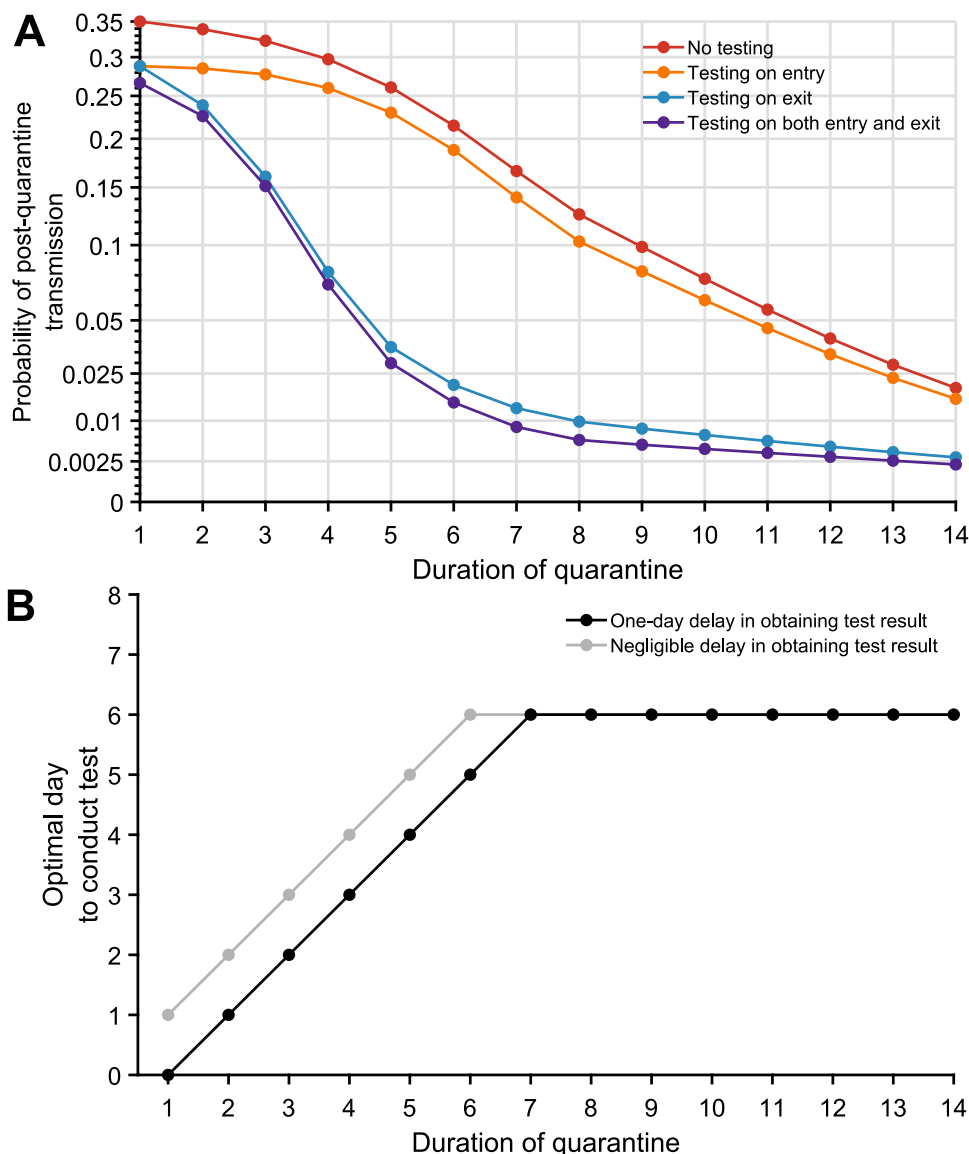 A
Probability of post-quarantine
transmission
0.35
0.3
0.25
0.2
0.15
0.1
0.05
0.025
0.01
0.0025
0
No testing
Testing on entry
Testing on exit
Testing on both entry and exit
1 2 3 4 5 6 7 8 9 10 11 12 13 14
Duration of quarantine
B
Optimal day
to conduct test
8
7
6
5
4
3
2
1
0
One-day delay in obtaining test result
Negligible delay in obtaining test result
1 2 3 4 5 6 7 8 9 10 11 12 13 14
Duration of quarantine